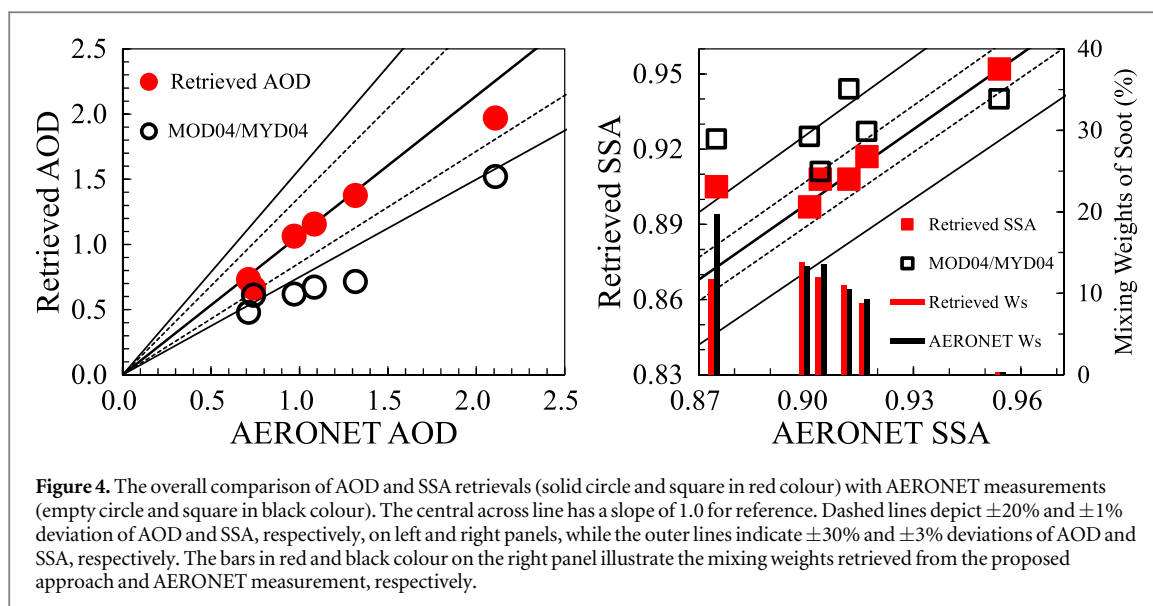 2.5
2.0
1.5
1.0
0.5
0.0
Retrieved AOD
Retrieved AOD
MOD04/MYD04
0.0 0.5 1.0 1.5 2.0 2.5
AERONET AOD
0.95
0.92
0.89
0.86
0.83
Retrieved SSA
40
30
20
10
0
Mixing Weights of Soot (%)
Retrieved SSA
MOD04/MYD04
Retrieved Ws
AERONET Ws
0.87 0.90 0.93 0.96
AERONET SSA
Figure 4. The overall comparison of AOD and SSA retrievals (solid circle and square in red colour) with AERONET measurements
(empty circle and square in black colour). The central across line has a slope of 1.0 for reference. Dashed lines depict ±20% and ±1%
deviation of AOD and SSA, respectively, on left and right panels, while the outer lines indicate ±30% and ±3% deviations of AOD and
SSA, respectively. The bars in red and black colour on the right panel illustrate the mixing weights retrieved from the proposed
approach and AERONET measurement, respectively.